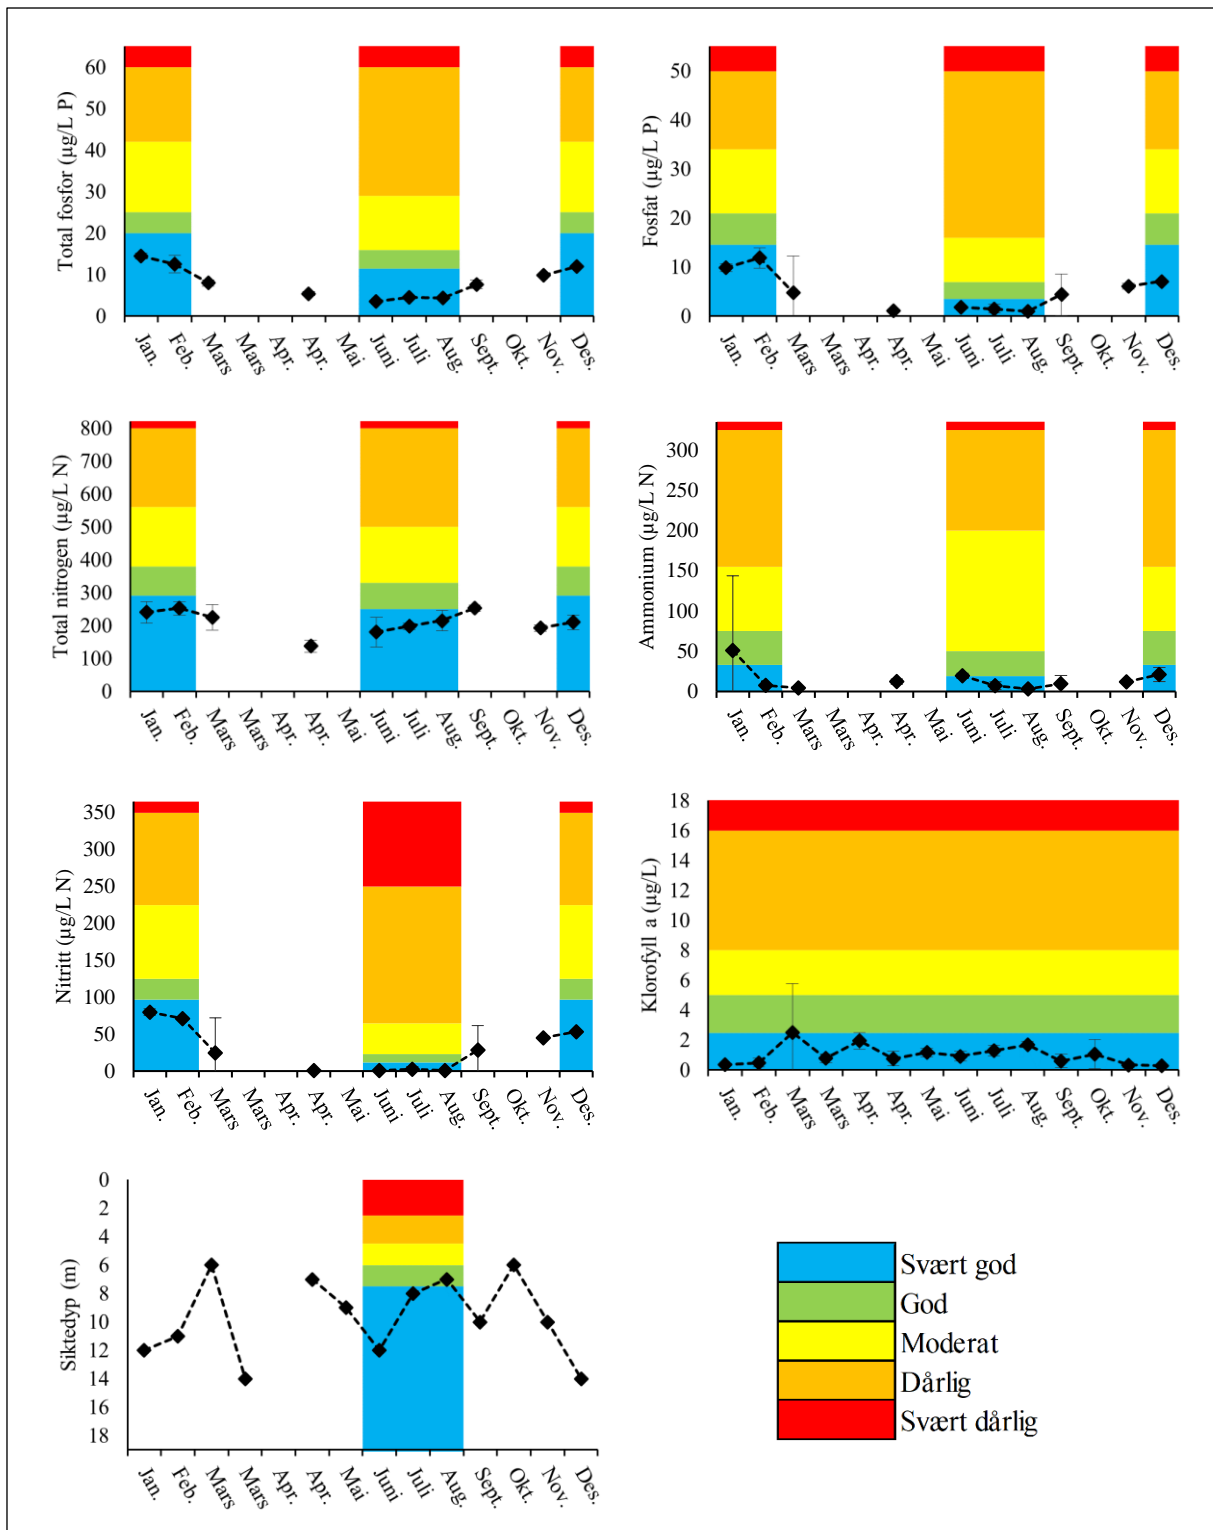 Total fosfor (µg/L P)
60
50
40
30
20
10
0
Jan.
Feb.
Mars
Apr.
Apr.
Mai
Juni
Juli
Aug.
Sept.
Okt.
Nov.
Des.
Fosfat (µg/L P)
50
40
30
20
10
0
Jan.
Feb.
Mars
Apr.
Apr.
Mai
Juni
Juli
Aug.
Sept.
Okt.
Nov.
Des.
Total nitrogen (µg/L N)
800
700
600
500
400
300
200
100
0
Jan.
Feb.
Mars
Apr.
Apr.
Mai
Juni
Juli
Aug.
Sept.
Okt.
Nov.
Des.
Ammonium (µg/L N)
300
250
200
150
100
50
0
Jan.
Feb.
Mars
Apr.
Apr.
Mai
Juni
Juli
Aug.
Sept.
Okt.
Nov.
Des.
Nitritt (µg/L N)
350
300
250
200
150
100
50
0
Jan.
Feb.
Mars
Apr.
Apr.
Mai
Juni
Juli
Aug.
Sept.
Okt.
Nov.
Des.
Klorofyll a (µg/L)
18
16
14
12
10
8
6
4
2
0
Jan.
Feb.
Mars
Mars
Apr.
Apr.
Mai
Juni
Juli
Aug.
Sept.
Okt.
Nov.
Des.
Siktedyp (m)
0
2
4
6
8
10
12
14
16
18
Jan.
Feb.
Mars
Mars
Apr.
Apr.
Mai
Juni
Juli
Aug.
Sept.
Okt.
Nov.
Des.
Svært god
God
Moderat
Dårlig
Svært dårlig